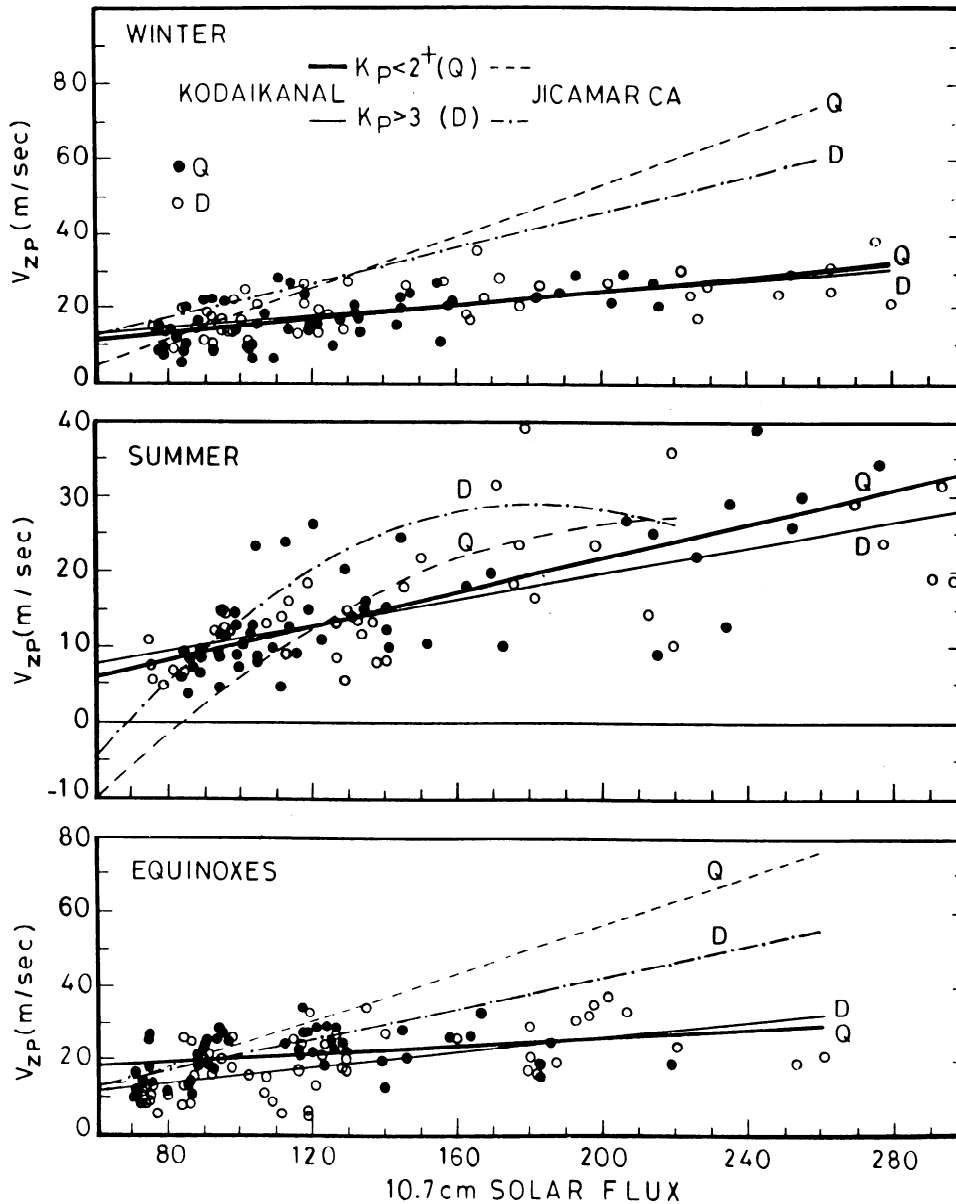 WINTER
Kp<2+(Q)
KODAIKANAL JICAMARCA
Kp>3 (D)
Q
D
Q
D
Q
D
80
60
40
20
0
VZP (m/sec)
SUMMER
D
Q
Q
D
40
30
20
10
0
-10
VZP (m/sec)
EQUINOXES
Q
D
D
Q
80
60
40
20
0
VZP (m/sec)
80 120 160 200 240 280
10.7cm SOLAR FLUX